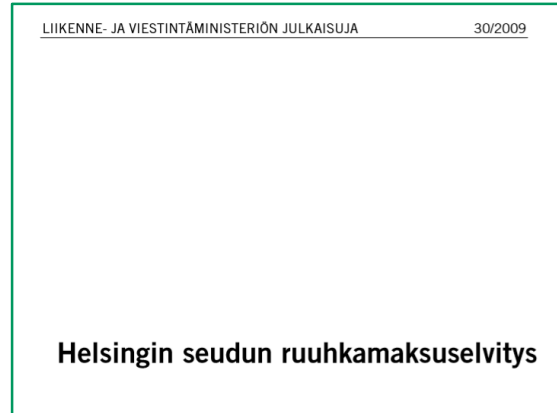 LIIKENNE- JA VIESTINTÄMINISTERIÖN JULKAISUJA 30/2009
Helsingin seudun ruuhkamaksuselvitys